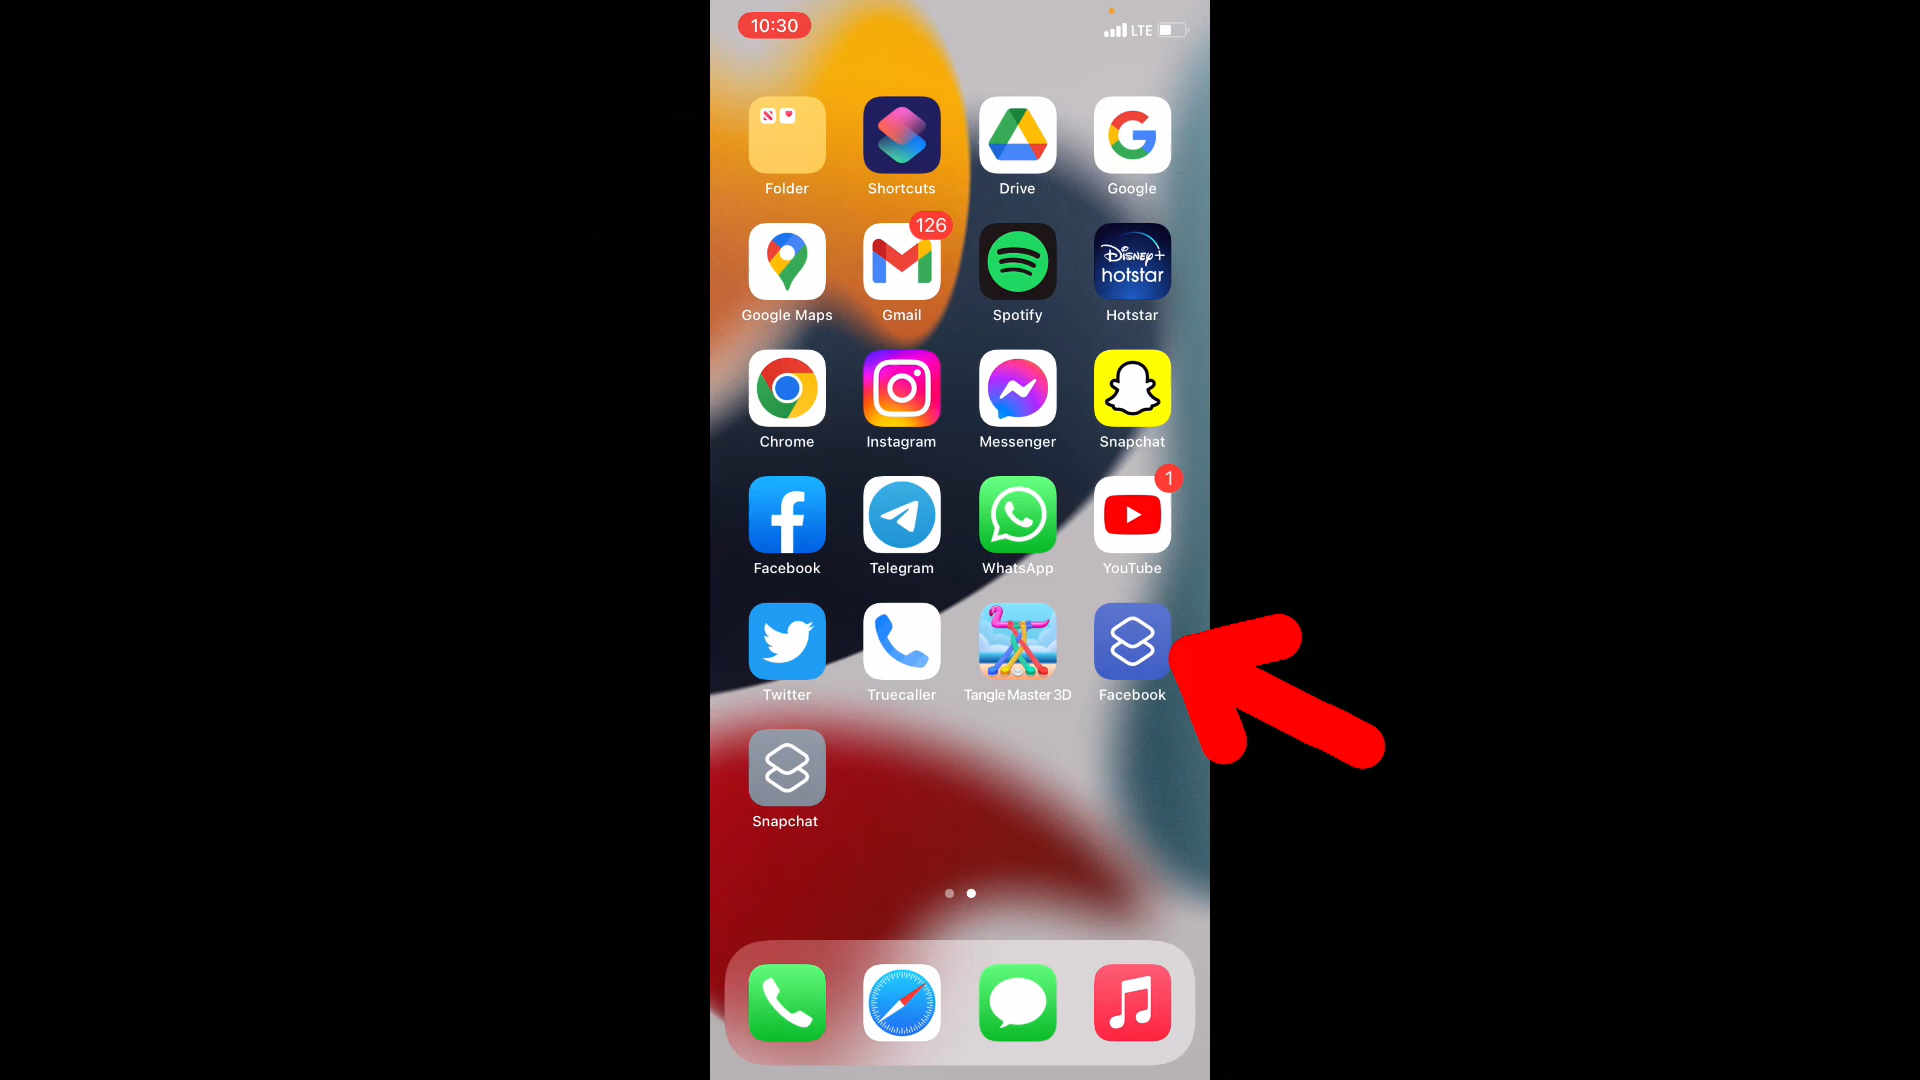 10:30
LTE
Folder
Shortcuts
Drive
Google
126
Disney+
hotstar
Google Maps
Gmail
Spotify
Hotstar
Chrome
Instagram
Messenger
Snapchat
1
Facebook
Telegram
WhatsApp
YouTube
Twitter
Truecaller
Tangle Master 3D
Facebook
Snapchat